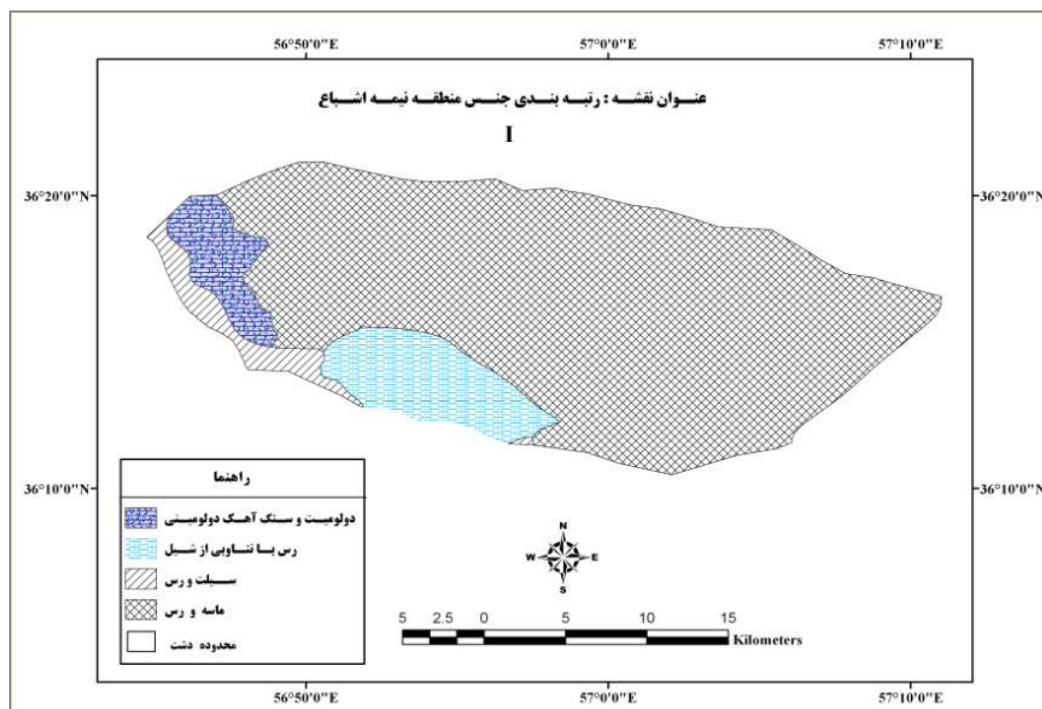 56°50'0"E 57°0'0"E 57°10'0"E
عنوان نقشه : رتبه بندی جنس منطقه نیمه اشباع
I
36°20'0"N 36°20'0"N
36°10'0"N 36°10'0"N
راهنما
دولومیت و سنگ آهک دولومیتی
رس با تناوبی از شیل
سیلت و رس
ماسه و رس
محدوده دشت
N
W E
S
5 2.5 0 5 10 15
Kilometers
56°50'0"E 57°0'0"E 57°10'0"E